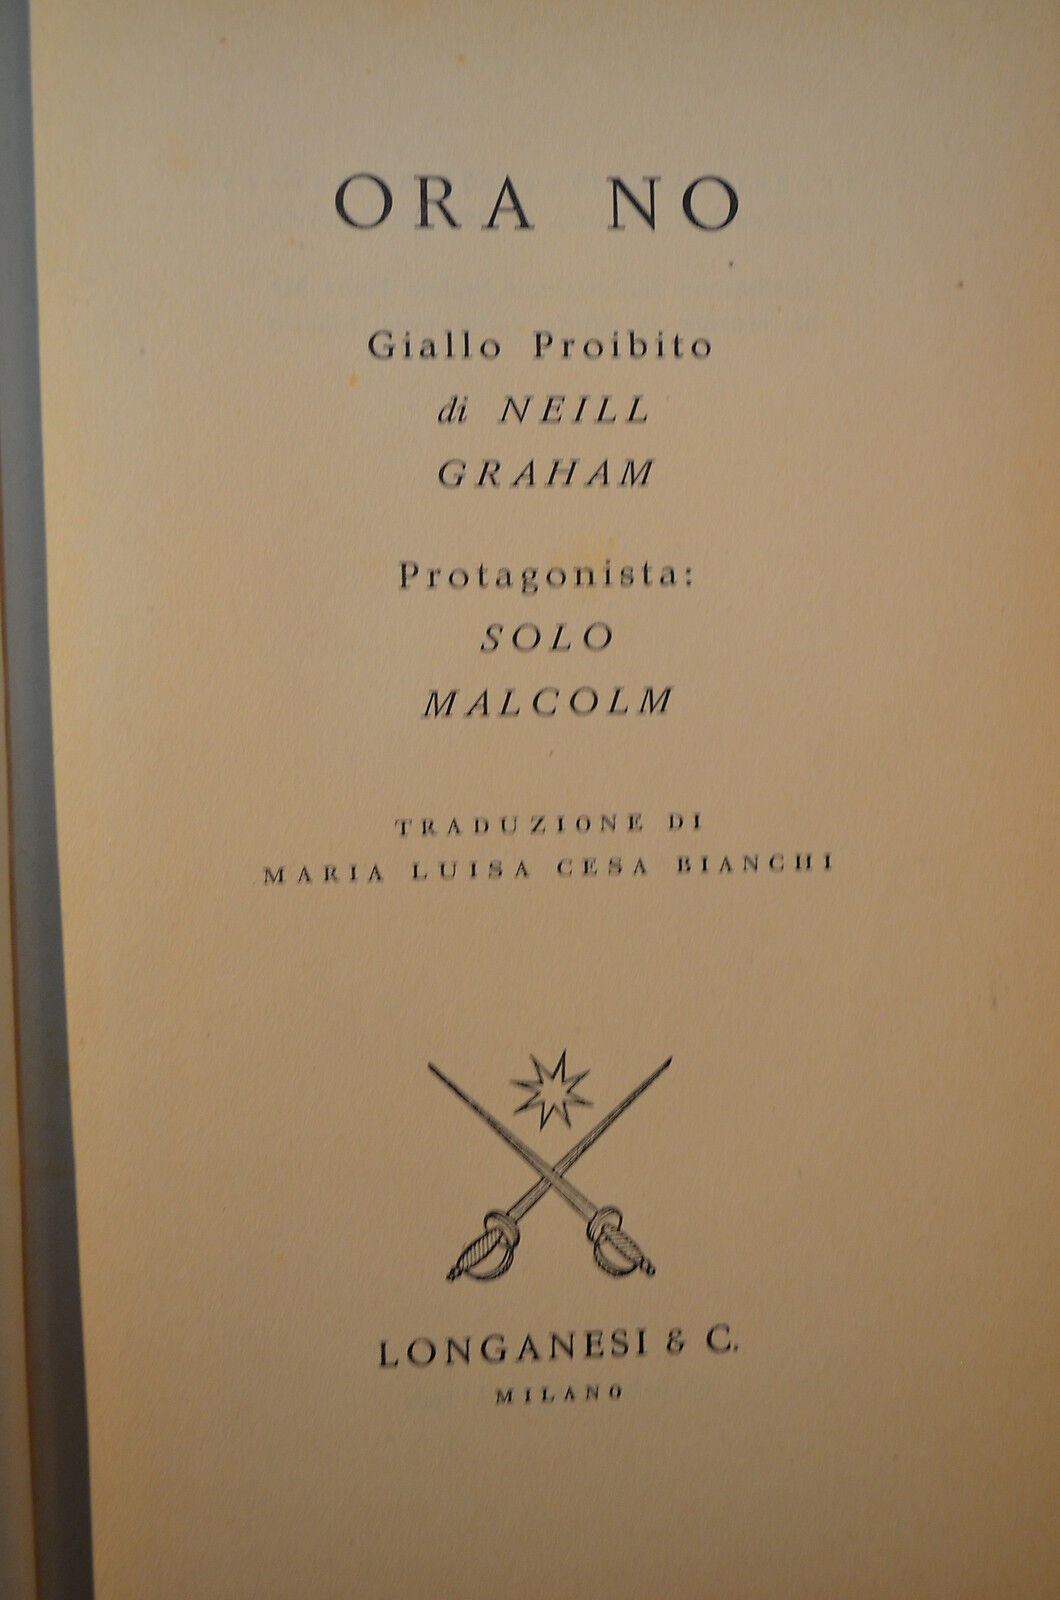 ORA NO
Giallo Proibito
di NEILL
GRAHAM
Protagonista:
SOLO
MALCOLM
TRADUZIONE DI
MARIA LUISA CESA BIANCHI
LONGANESI & C.
MILANO